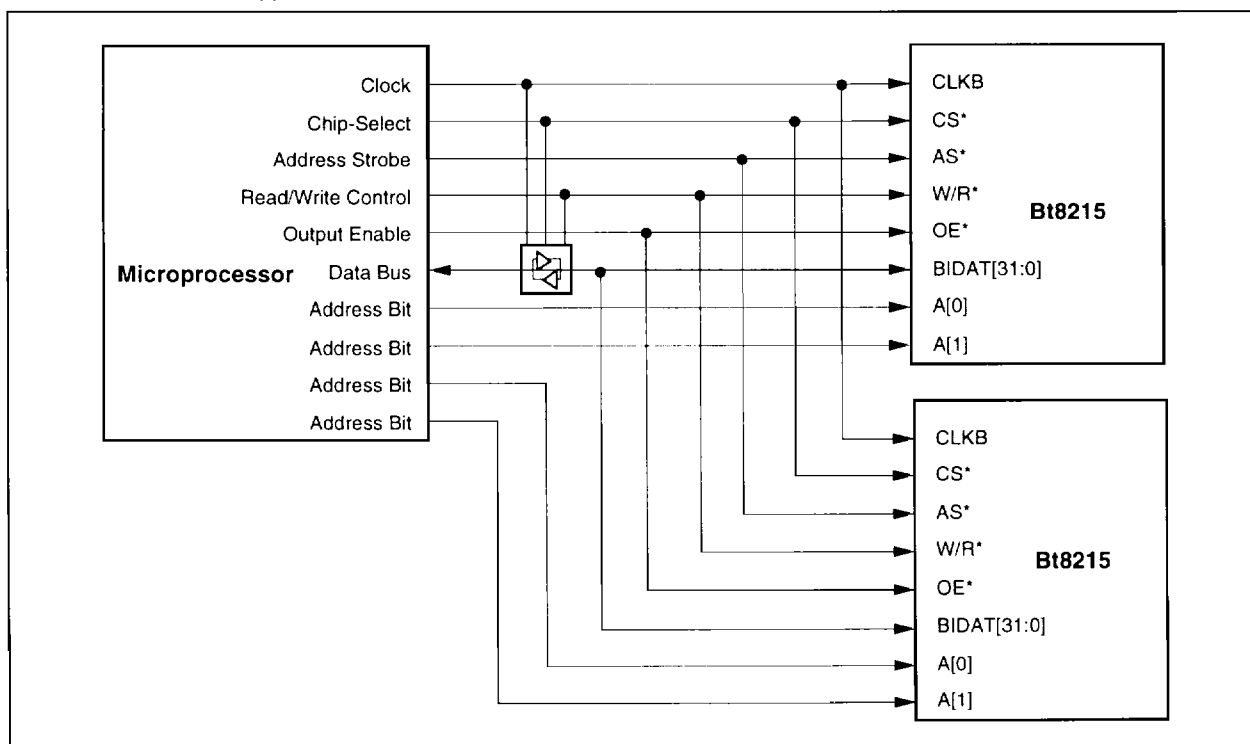 Clock
Chip-Select
Address Strobe
Read/Write Control
Output Enable
Microprocessor
Data Bus
Address Bit
Address Bit
Address Bit
Address Bit
CLKB
CS*
AS*
W/R*
Bt8215
OE*
BIDAT[31:0]
A[0]
A[1]
CLKB
CS*
AS*
W/R*
Bt8215
OE*
BIDAT[31:0]
A[0]
A[1]